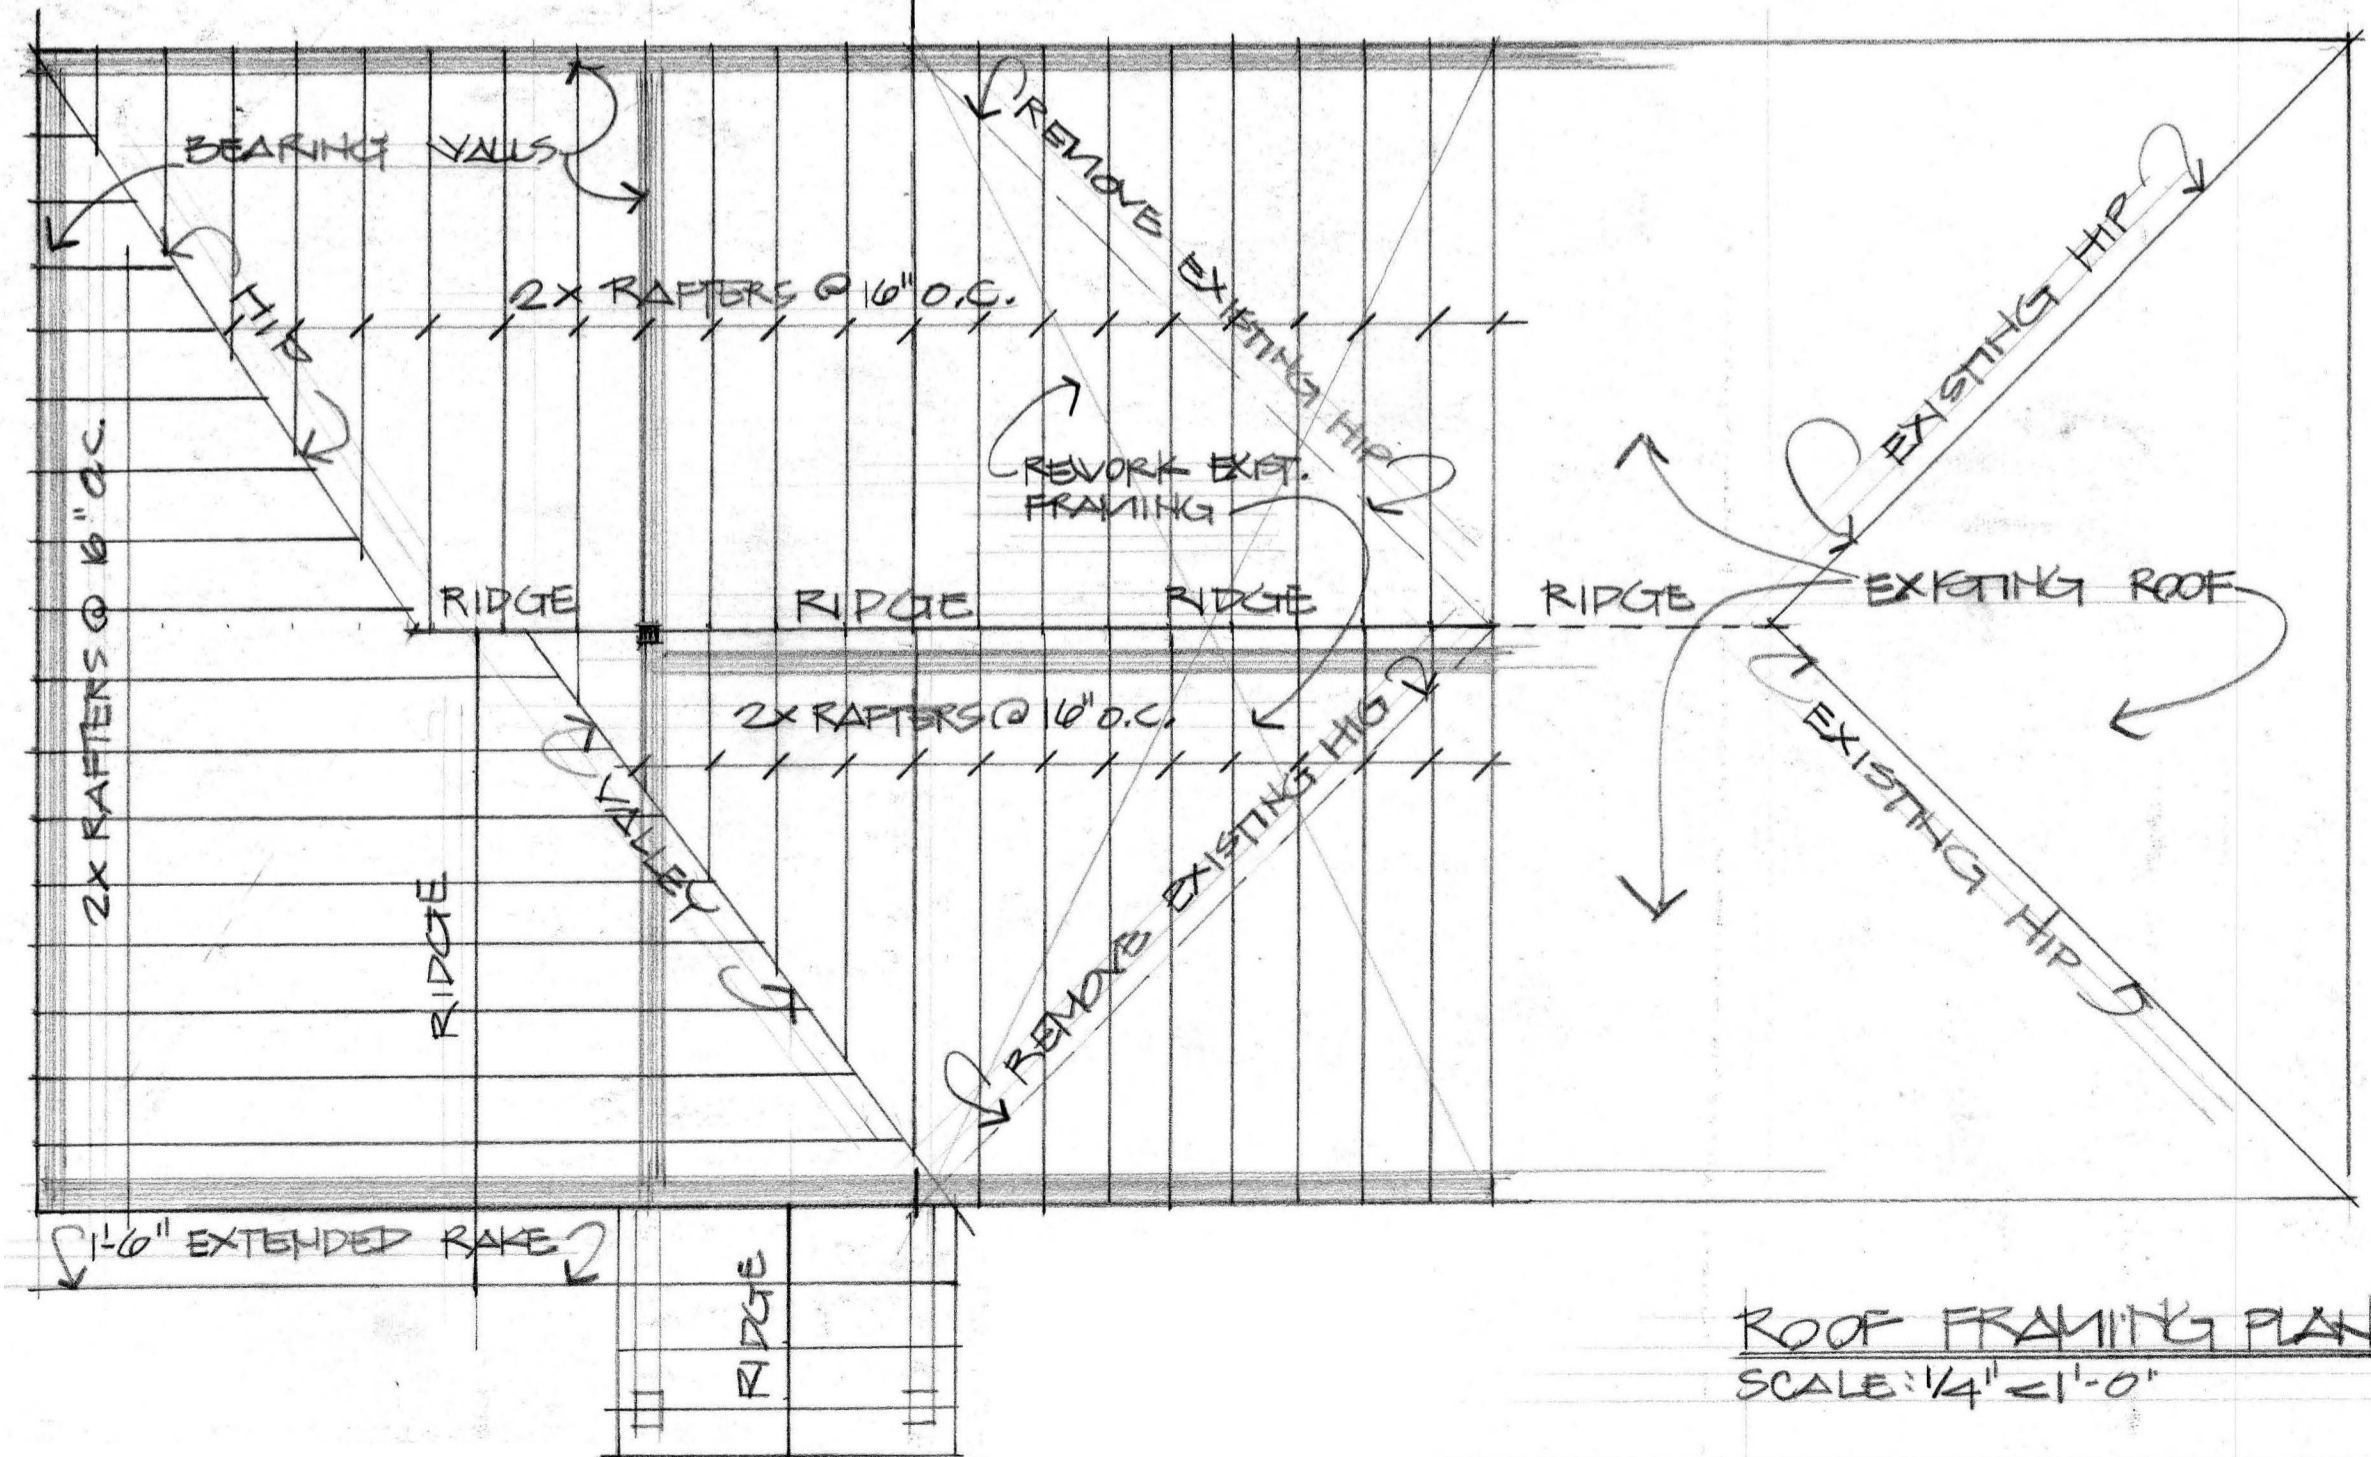 BEARING WALLS
REMOVE EXISTING HIP
EXISTING HIP
HIP
2X RAFTERS @ 16" O.C.
2X RAFTERS @ 16" O.C.
REWORK EXIST.
FRAMING
RIDGE
RIDGE
RIDGE
RIDGE
EXISTING ROOF
2X RAFTERS @ 16" O.C.
VALLEY
REMOVE EXISTING HIG
EXISTING HIP
RIDGE
1'-6" EXTENDED RAKE
RIDGE
ROOF FRAMING PLAN
SCALE: 1/4" = 1'-0"